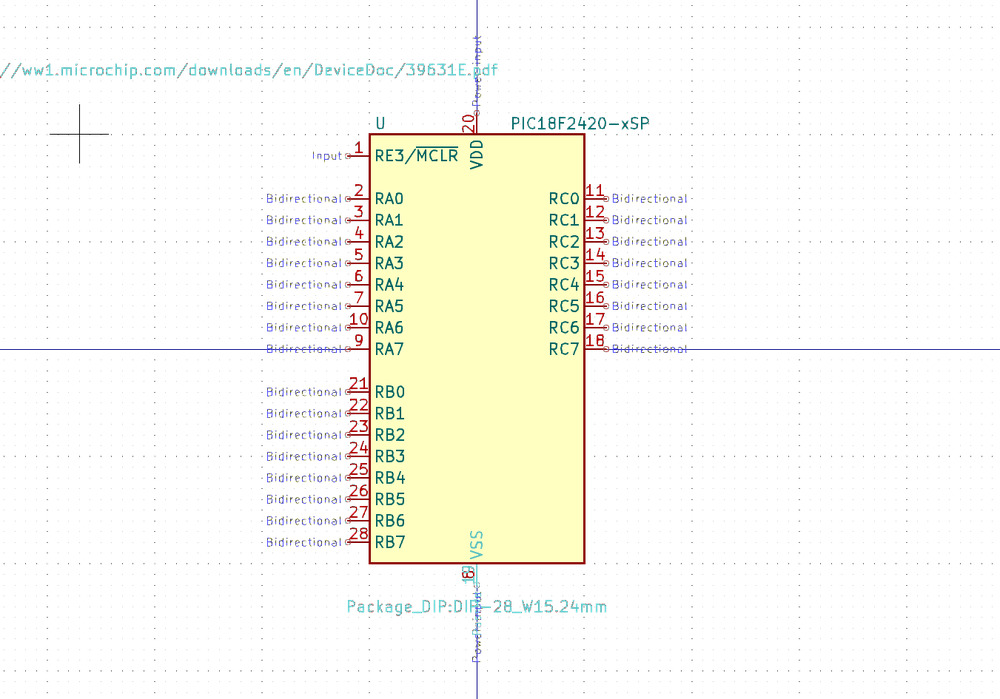 Power input
//ww1.microchip.com/downloads/en/DeviceDoc/39631E.pdf
U
20
PIC18F2420-xSP
Input 1 RE3/MCLR
VDD
Bidirectional 2 RA0 RC0 11 Bidirectional
Bidirectional 3 RA1 RC1 12 Bidirectional
Bidirectional 4 RA2 RC2 13 Bidirectional
Bidirectional 5 RA3 RC3 14 Bidirectional
Bidirectional 6 RA4 RC4 15 Bidirectional
Bidirectional 7 RA5 RC5 16 Bidirectional
Bidirectional 10 RA6 RC6 17 Bidirectional
Bidirectional 9 RA7 RC7 18 Bidirectional
Bidirectional 21 RB0
Bidirectional 22 RB1
Bidirectional 23 RB2
Bidirectional 24 RB3
Bidirectional 25 RB4
Bidirectional 26 RB5
Bidirectional 27 RB6
Bidirectional 28 RB7
VSS
Package_DIP:DIP-28_W15.24mm